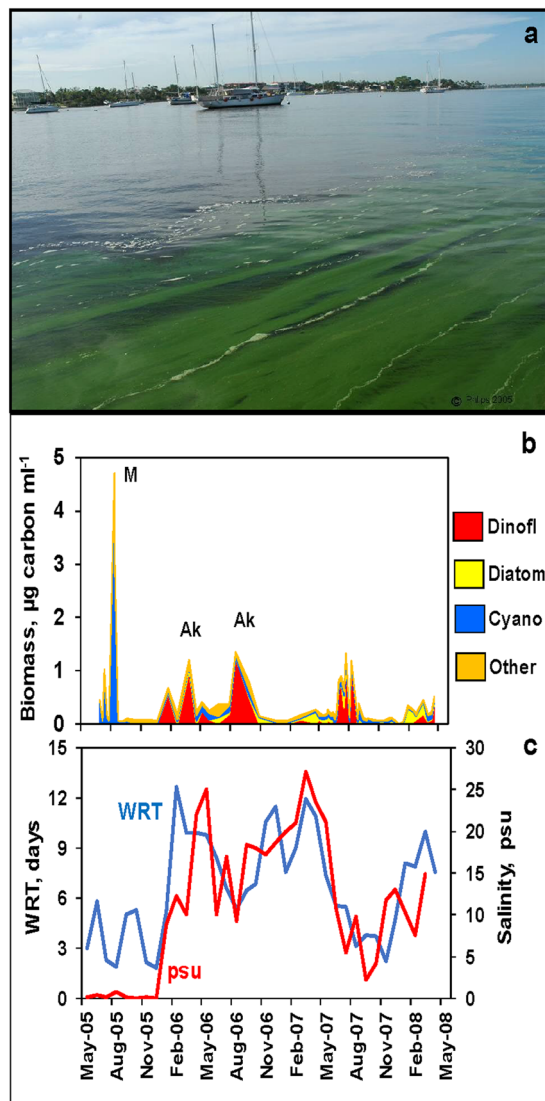 a
© Phlips 2005
b
Biomass, µg carbon ml-1
5
4
3
2
1
0
M
Ak
Ak
Dinofl
Diatom
Cyano
Other
c
WRT, days
15
12
9
6
3
0
WRT
psu
30
25
20
15
10
5
0
Salinity, psu
May-05
Aug-05
Nov-05
Feb-06
May-06
Aug-06
Nov-06
Feb-07
May-07
Aug-07
Nov-07
Feb-08
May-08